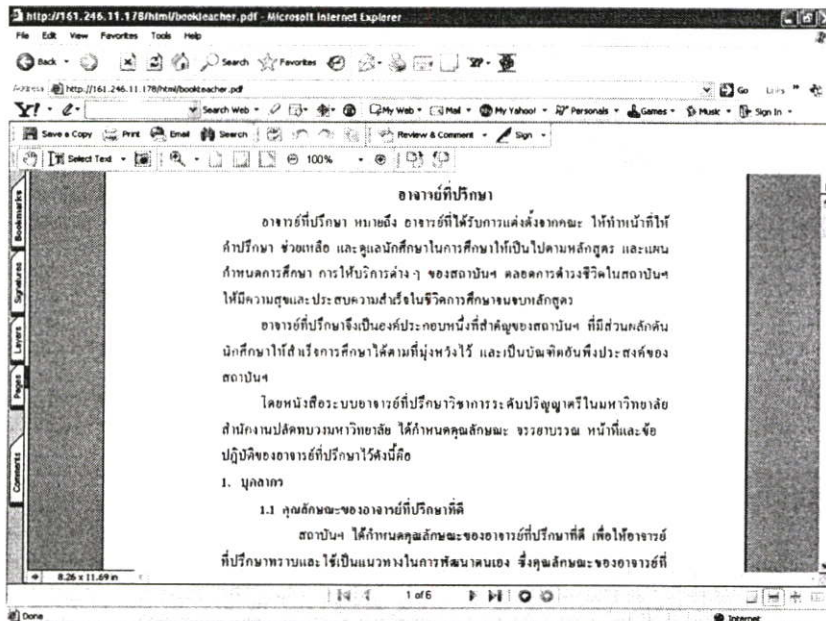 http://161.246.11.178/html/bookteacher.pdf - Microsoft Internet Explorer
File Edit View Favorites Tools Help
Back Search Favorites
Address http://161.246.11.178/html/bookteacher.pdf Go Links
Y! Search Web My Web Mail My Yahoo! Personals Games Music Sign In
Save a Copy Print Email Search Review & Comment Sign
Select Text 100%
Bookmarks
Signatures
Layers
Pages
Comments
อาจารย์ที่ปรึกษา
อาจารย์ที่ปรึกษา หมายถึง อาจารย์ที่ได้รับการแต่งตั้งจากคณะ ให้ทำหน้าที่ให้
คำปรึกษา ช่วยเหลือ และดูแลนักศึกษาในการศึกษาให้เป็นไปตามหลักสูตร และแผน
กำหนดการศึกษา การให้บริการต่าง ๆ ของสถาบันฯ ตลอดการดำรงชีวิตในสถาบันฯ
ให้มีความสุขและประสบความสำเร็จในชีวิตการศึกษาจนจบหลักสูตร
อาจารย์ที่ปรึกษาจึงเป็นองค์ประกอบหนึ่งที่สำคัญของสถาบันฯ ที่มีส่วนผลักดัน
นักศึกษาให้สำเร็จการศึกษาได้ตามที่มุ่งหวังไว้ และเป็นบัณฑิตอันพึงประสงค์ของ
สถาบันฯ
โดยหนังสือระบบอาจารย์ที่ปรึกษาวิชาการระดับปริญญาตรีในมหาวิทยาลัย
สำนักงานปลัดทบวงมหาวิทยาลัย ได้กำหนดคุณลักษณะ จรรยาบรรณ หน้าที่และข้อ
ปฏิบัติของอาจารย์ที่ปรึกษาไว้ดังนี้คือ
1. บุคลากร
1.1 คุณลักษณะของอาจารย์ที่ปรึกษาที่ดี
สถาบันฯ ได้กำหนดคุณลักษณะของอาจารย์ที่ปรึกษาที่ดี เพื่อให้อาจารย์
ที่ปรึกษาทราบและใช้เป็นแนวทางในการพัฒนาตนเอง ซึ่งคุณลักษณะของอาจารย์ที่
8.26 x 11.69 in
1 of 6
Done Internet